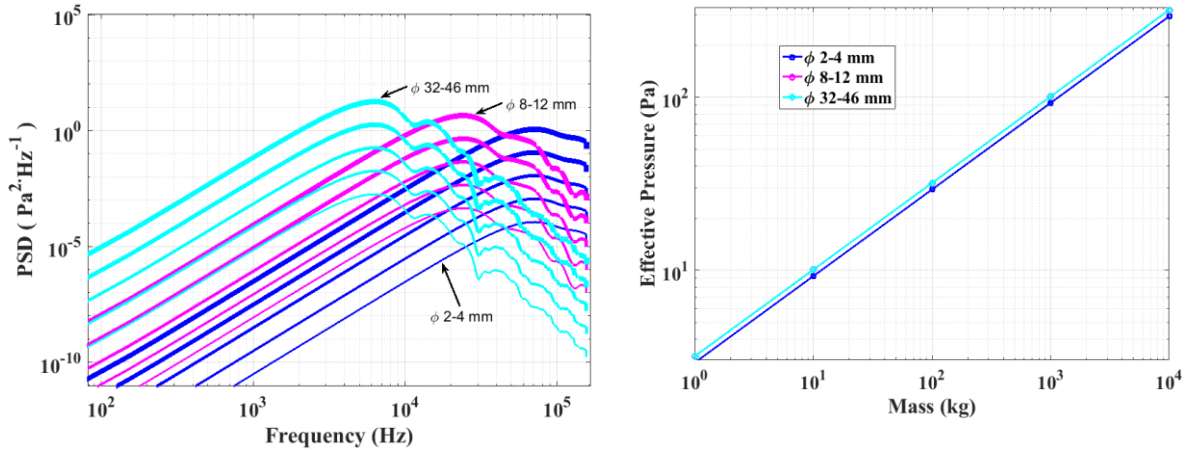 10^5
10^0
10^-5
10^-10
PSD ( Pa^2·Hz^-1)
ϕ 32-46 mm
ϕ 8-12 mm
ϕ 2-4 mm
10^2
10^3
10^4
10^5
Frequency (Hz)
10^2
10^1
Effective Pressure (Pa)
ϕ 2-4 mm
ϕ 8-12 mm
ϕ 32-46 mm
10^0
10^1
10^2
10^3
10^4
Mass (kg)